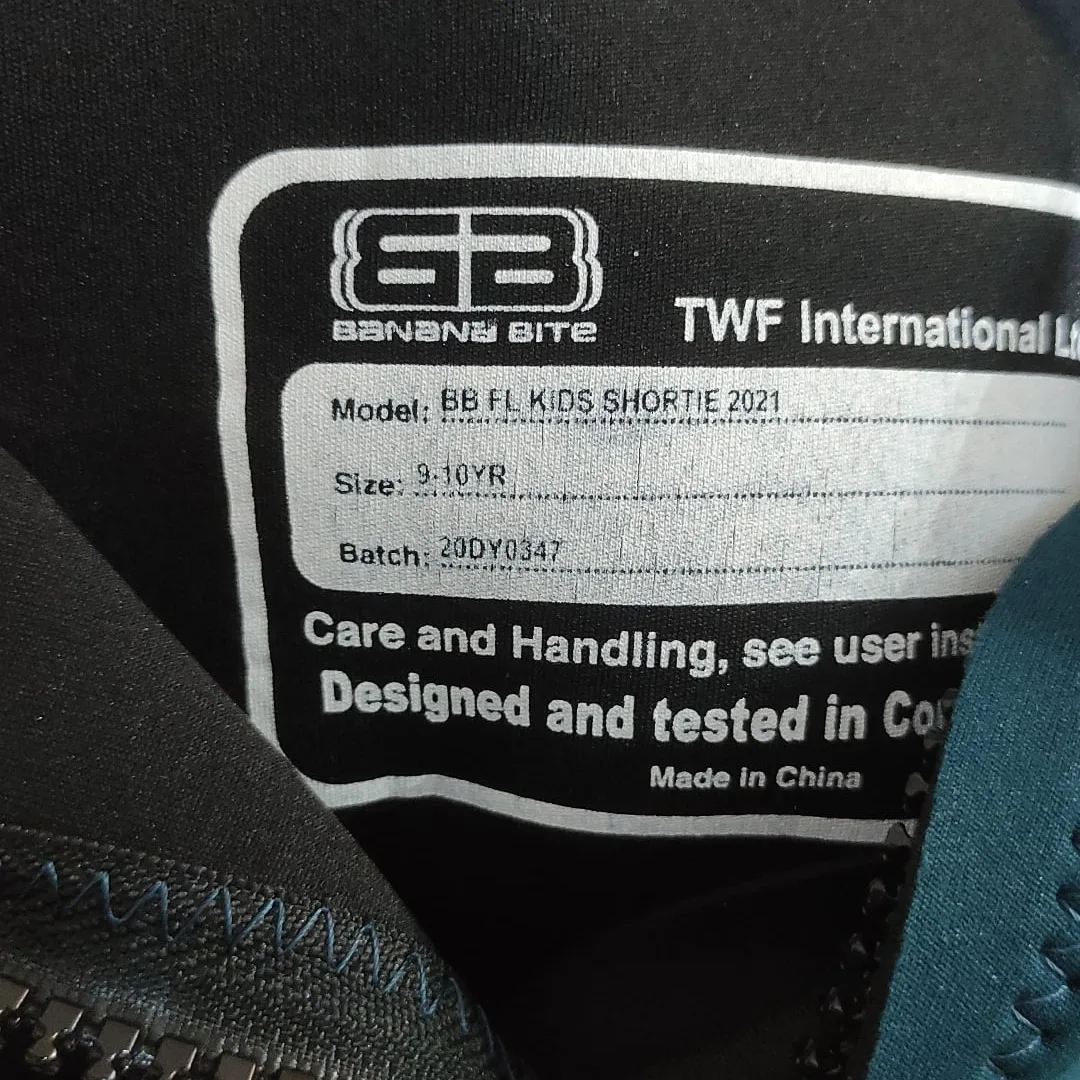 BB
BANANA BITE
TWF International
Model: BB FL KIDS SHORTIE 2021
Size: 9-10YR
Batch: 20DY0347
Care and Handling, see user
Designed and tested in
Made in China